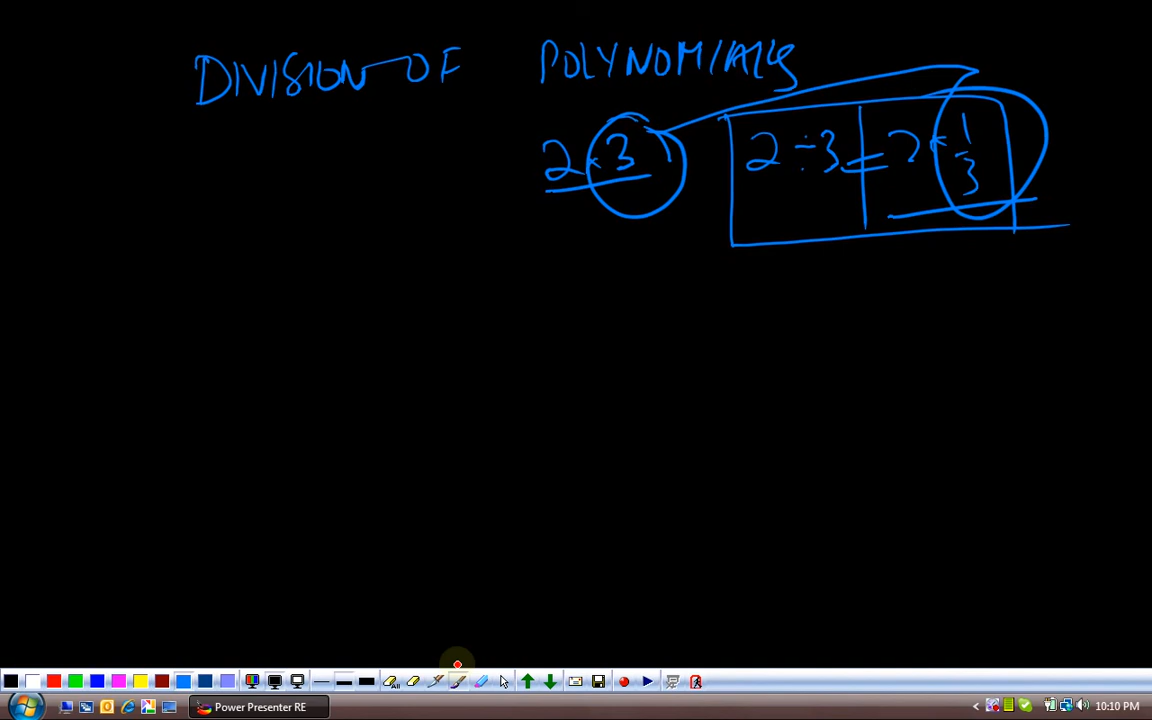 DIVISION OF POLYNOMIALS
2 × 3
2 ÷ 3 = 2 × 1/3
Power Presenter RE
10:10 PM